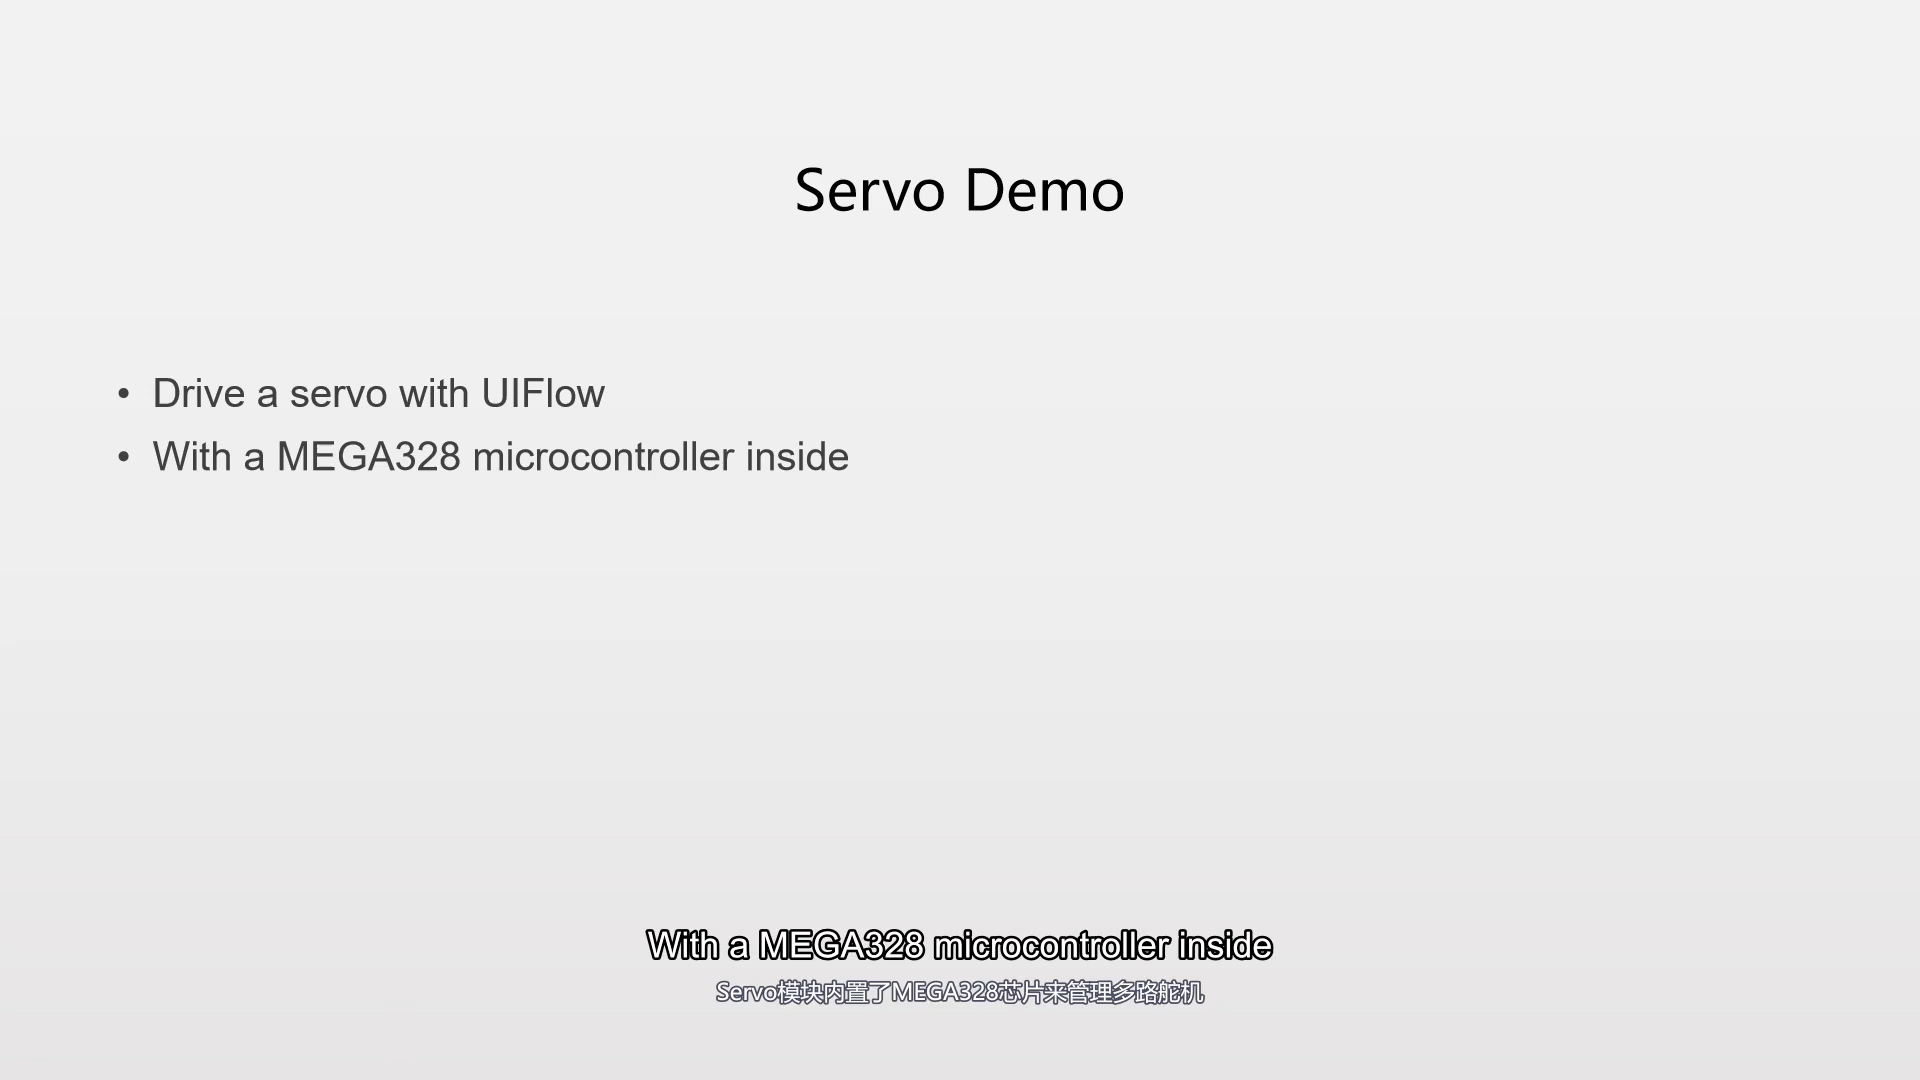 Servo Demo
• Drive a servo with UIFlow
• With a MEGA328 microcontroller inside
With a MEGA328 microcontroller inside
Servo模块内置了MEGA328芯片来管理多路舵机